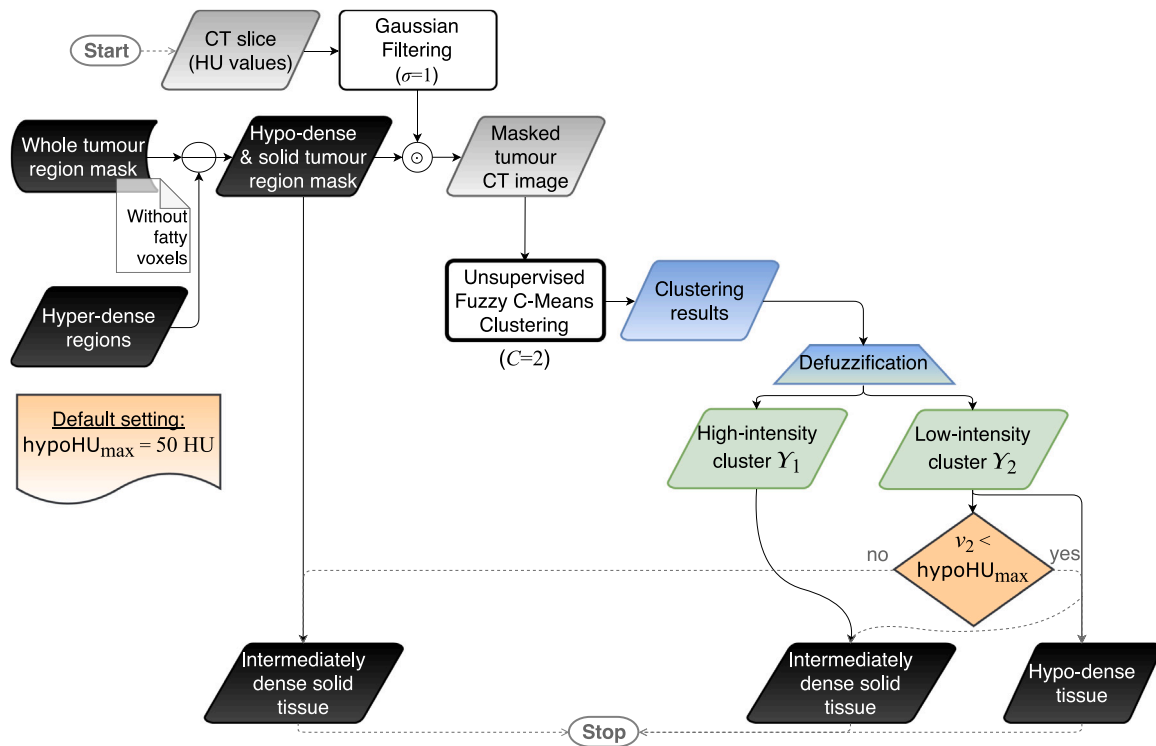 Start
CT slice
(HU values)
Gaussian
Filtering
(σ=1)
Whole tumour
region mask
Hypo-dense
& solid tumour
region mask
Masked
tumour
CT image
Without
fatty
voxels
Hyper-dense
regions
Unsupervised
Fuzzy C-Means
Clustering
(C=2)
Clustering
results
Defuzzification
Default setting:
hypoHUmax = 50 HU
High-intensity
cluster Υ1
Low-intensity
cluster Υ2
no
v2 <
hypoHUmax
yes
Intermediately
dense solid
tissue
Intermediately
dense solid
tissue
Hypo-dense
tissue
Stop